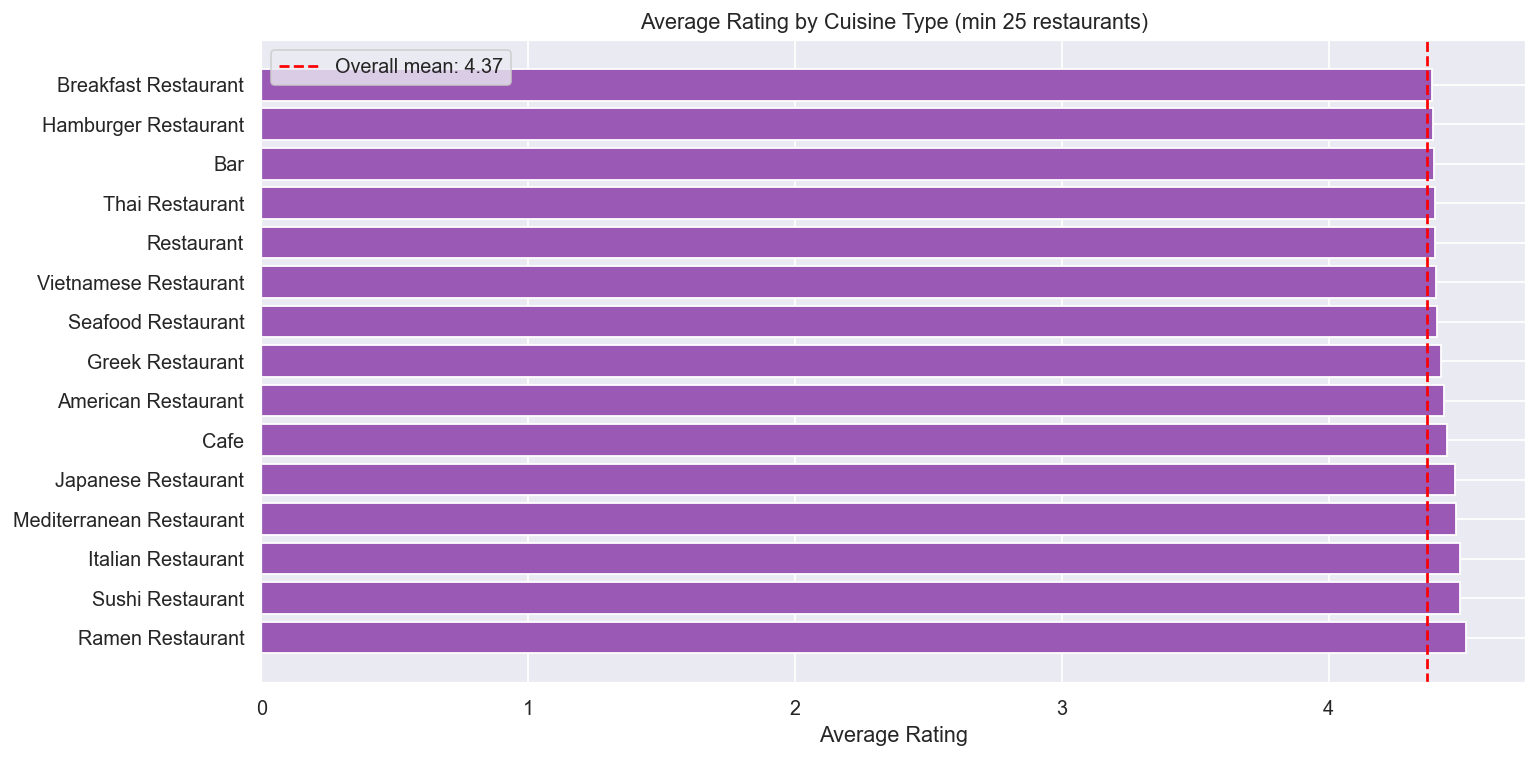 Average Rating by Cuisine Type (min 25 restaurants)
Overall mean: 4.37
Breakfast Restaurant
Hamburger Restaurant
Bar
Thai Restaurant
Restaurant
Vietnamese Restaurant
Seafood Restaurant
Greek Restaurant
American Restaurant
Cafe
Japanese Restaurant
Mediterranean Restaurant
Italian Restaurant
Sushi Restaurant
Ramen Restaurant
0 1 2 3 4
Average Rating